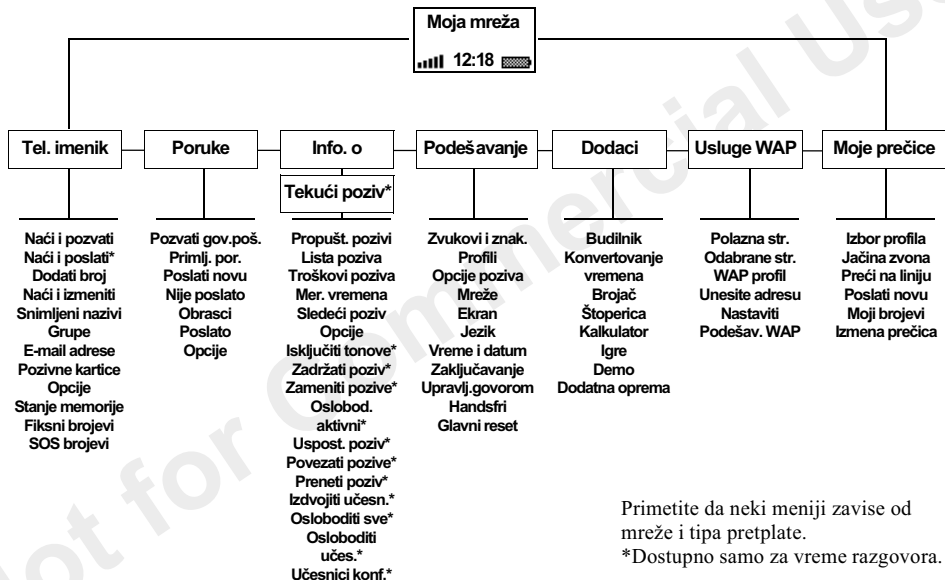 Moja mreža
12:18
Tel. imenik
Poruke
Info. o
Podešavanje
Dodaci
Usluge WAP
Moje prečice
Tekući poziv*
Naći i pozvati
Naći i poslati*
Dodati broj
Naći i izmeniti
Snimljeni nazivi
Grupe
E-mail adrese
Pozivne kartice
Opcije
Stanje memorije
Fiksni brojevi
SOS brojevi
Pozvati gov.poš.
Primlj. por.
Poslati novu
Nije poslato
Obrasci
Poslato
Opcije
Propušt. pozivi
Lista poziva
Troškovi poziva
Mer. vremena
Sledeći poziv
Opcije
Isključiti tonove*
Zadržati poziv*
Zameniti pozive*
Oslobod.
aktivni*
Uspost. poziv*
Povezati pozive*
Preneti poziv*
Izdvojiti učesn.*
Osloboditi sve*
Osloboditi
učes.*
Učesnici konf.*
Zvukovi i znak.
Profili
Opcije poziva
Mreže
Ekran
Jezik
Vreme i datum
Zaključavanje
Upravlj.govorom
Handsfri
Glavni reset
Budilnik
Konvertovanje
vremena
Brojač
Štoperica
Kalkulator
Igre
Demo
Dodatna oprema
Polazna str.
Odabrane str.
WAP profil
Unesite adresu
Nastaviti
Podešav. WAP
Izbor profila
Jačina zvona
Preći na liniju
Poslati novu
Moji brojevi
Izmena prečica
Primetite da neki meniji zavise od
mreže i tipa pretplate.
*Dostupno samo za vreme razgovora.
Not for Commercial Use